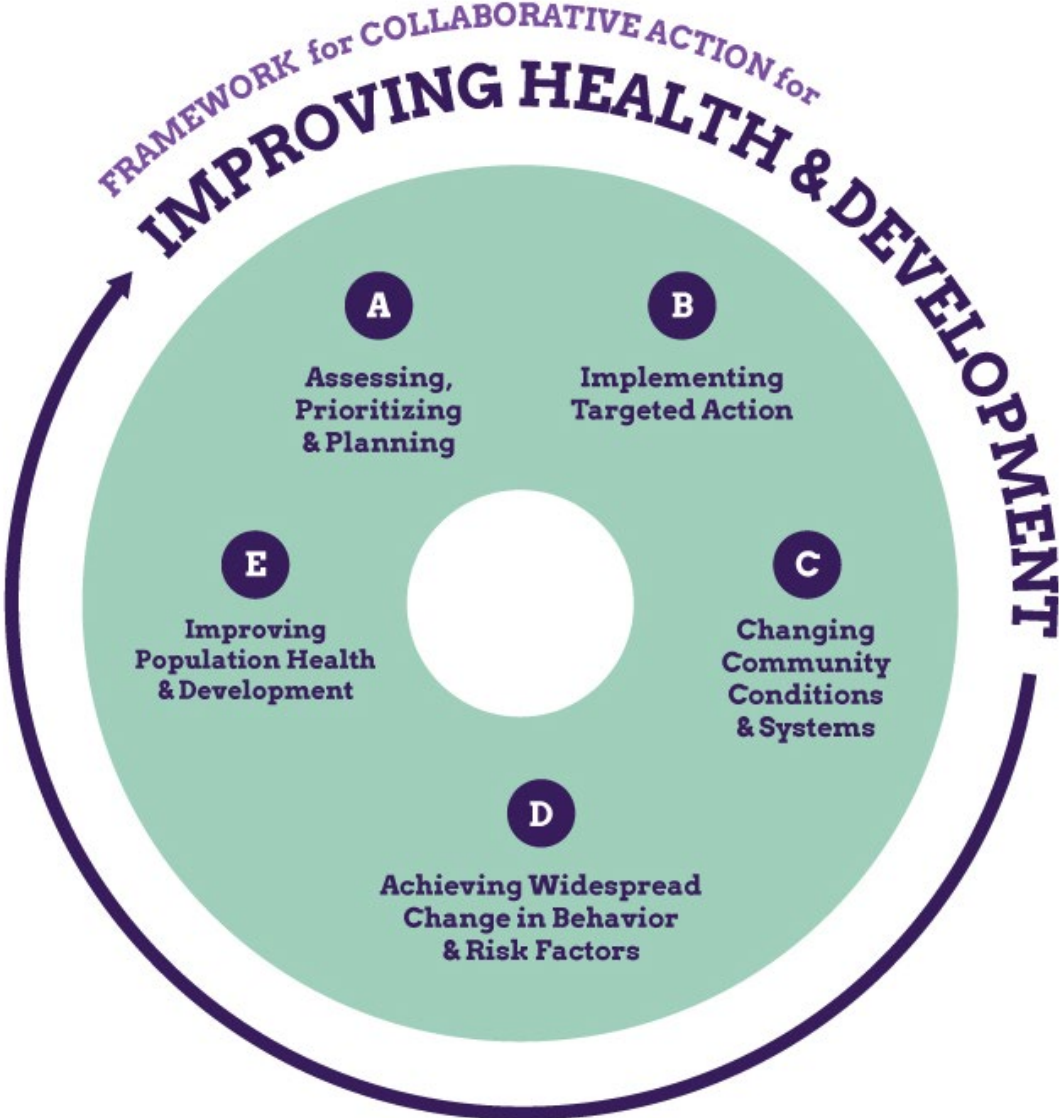 FRAMEWORK for COLLABORATIVE ACTION for
IMPROVING HEALTH & DEVELOPMENT
A
Assessing,
Prioritizing
& Planning
B
Implementing
Targeted Action
C
Changing
Community
Conditions
& Systems
D
Achieving Widespread
Change in Behavior
& Risk Factors
E
Improving
Population Health
& Development